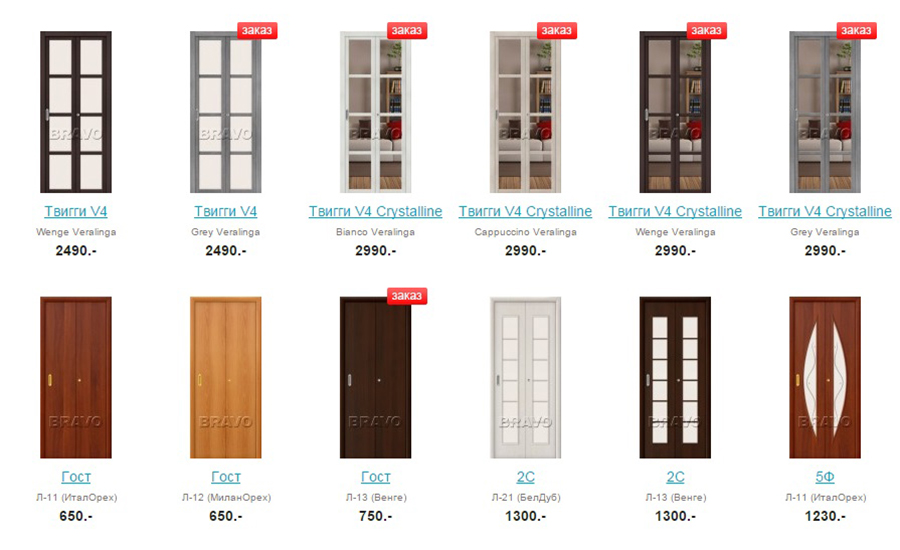 заказ
заказ
заказ
заказ
заказ
BRAVO
BRAVO
BRAVO
BRAVO
BRAVO
BRAVO
Твигги V4
Твигги V4
Твигги V4 Crystalline
Твигги V4 Crystalline
Твигги V4 Crystalline
Твигги V4 Crystalline
Wenge Veralinga
Grey Veralinga
Bianco Veralinga
Cappuccino Veralinga
Wenge Veralinga
Grey Veralinga
2490.-
2490.-
2990.-
2990.-
2990.-
2990.-
заказ
BRAVO
BRAVO
BRAVO
BRAVO
BRAVO
BRAVO
Гост
Гост
Гост
2С
2С
5Ф
Л-11 (ИталОрех)
Л-12 (МиланОрех)
Л-13 (Венге)
Л-21 (БелДуб)
Л-13 (Венге)
Л-11 (ИталОрех)
650.-
650.-
750.-
1300.-
1300.-
1230.-